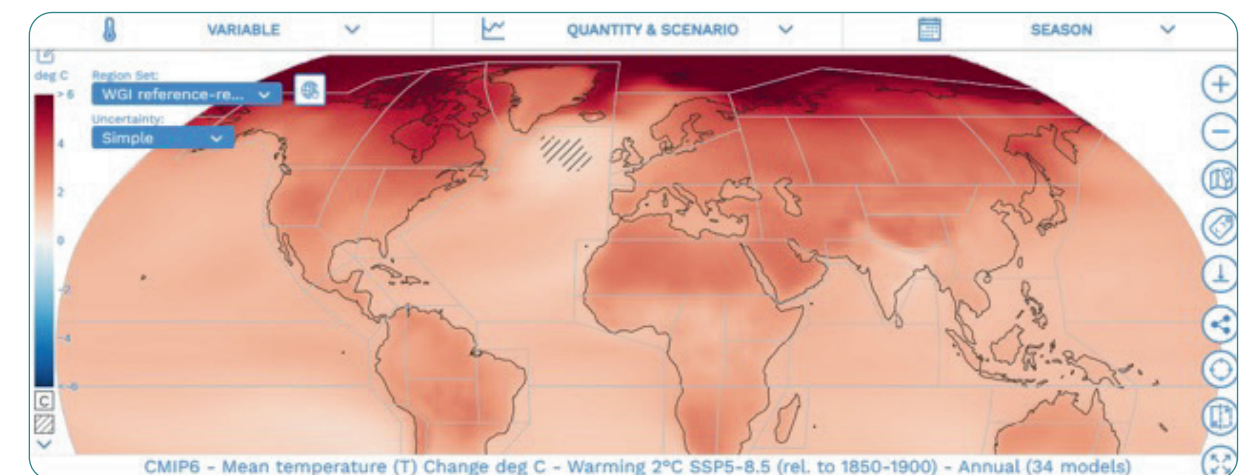 VARIABLE
QUANTITY & SCENARIO
SEASON
deg C
> 6
4
2
0
-2
-4
< -6
C
Region Set:
WGI reference-re...
Uncertainty:
Simple
CMIP6 - Mean temperature (T) Change deg C - Warming 2°C SSP5-8.5 (rel. to 1850-1900) - Annual (34 models)